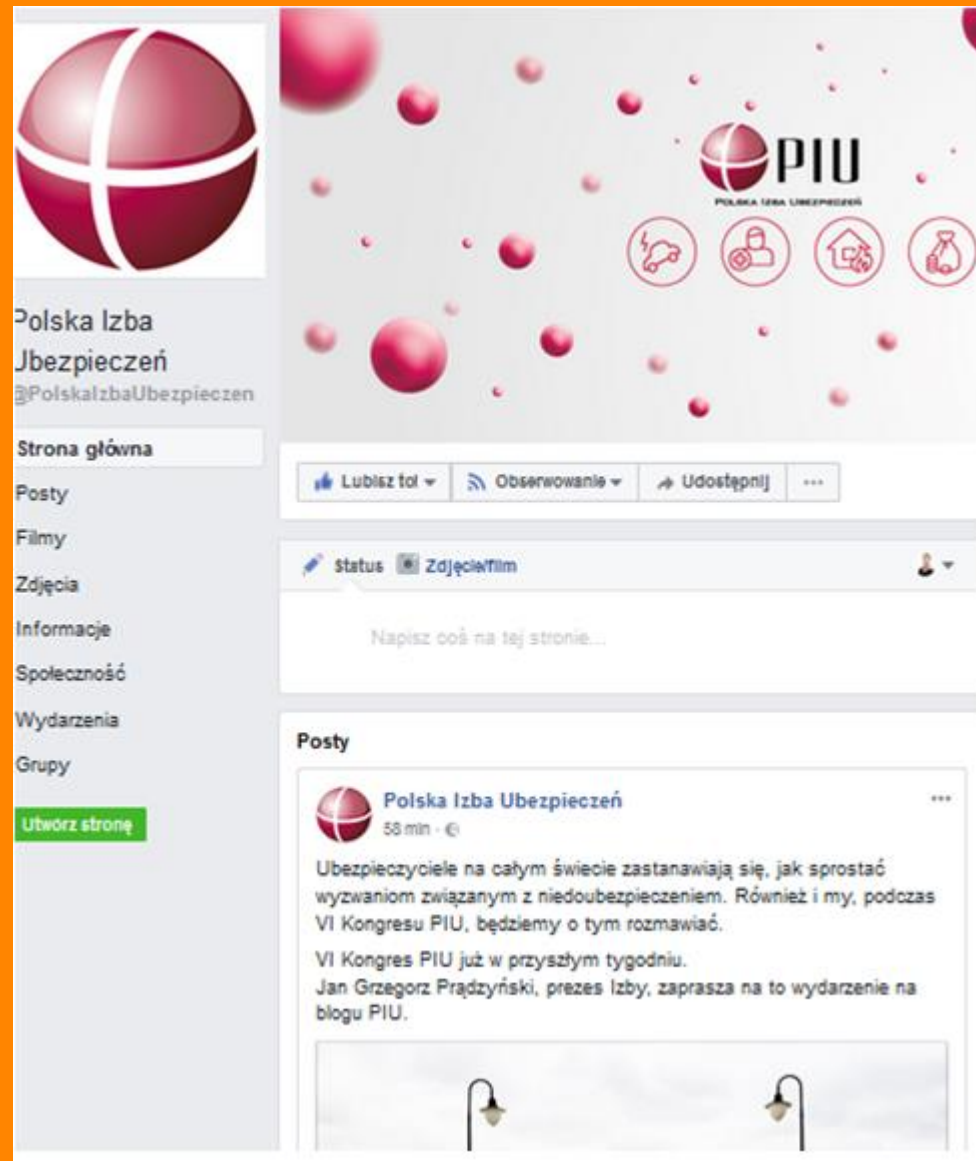 PIU
POLSKA IZBA UBEZPIECZEŃ
Polska Izba
Ubezpieczeń
@PolskaIzbaUbezpieczen
Strona główna
Posty
Filmy
Zdjęcia
Informacje
Społeczność
Wydarzenia
Grupy
Utwórz stronę
Lubisz to! Obserwowanie Udostępnij ...
Status Zdjęcie/film
Napisz coś na tej stronie...
Posty
Polska Izba Ubezpieczeń
58 min ·
Ubezpieczyciele na całym świecie zastanawiają się, jak sprostać
wyzwaniom związanym z niedoubezpieczeniem. Również i my, podczas
VI Kongresu PIU, będziemy o tym rozmawiać.
VI Kongres PIU już w przyszłym tygodniu.
Jan Grzegorz Prądzyński, prezes Izby, zaprasza na to wydarzenie na
blogu PIU.